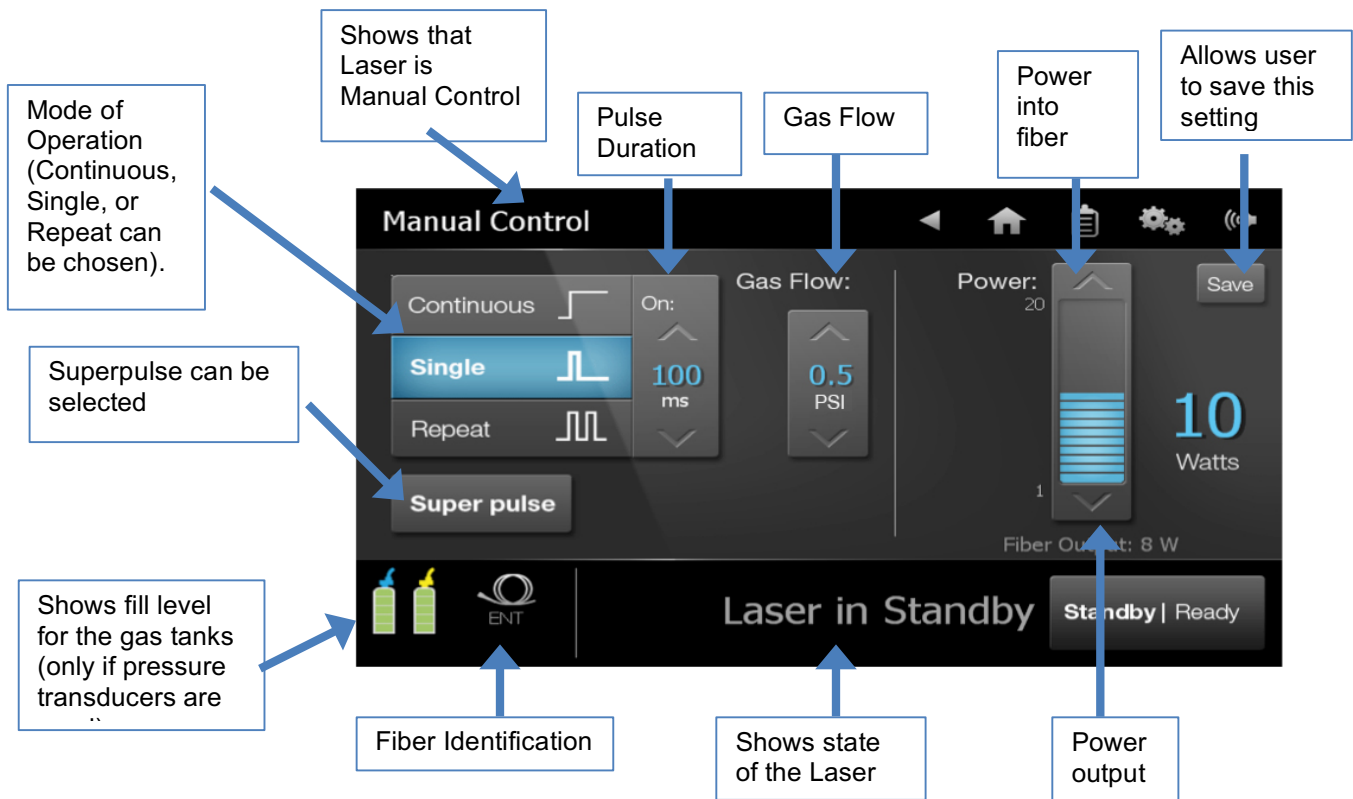 Shows that
Laser is
Manual Control
Mode of
Operation
(Continuous,
Single, or
Repeat can
be chosen).
Pulse
Duration
Gas Flow
Power
into
fiber
Allows user
to save this
setting
Manual Control
Continuous
On:
Gas Flow:
Power:
20
Save
Single
100
ms
0.5
PSI
10
Watts
Repeat
1
Super pulse
Superpulse can be
selected
Fiber Output: 8 W
ENT
Laser in Standby
Standby | Ready
Shows fill level
for the gas tanks
(only if pressure
transducers are
Fiber Identification
Shows state
of the Laser
Power
output